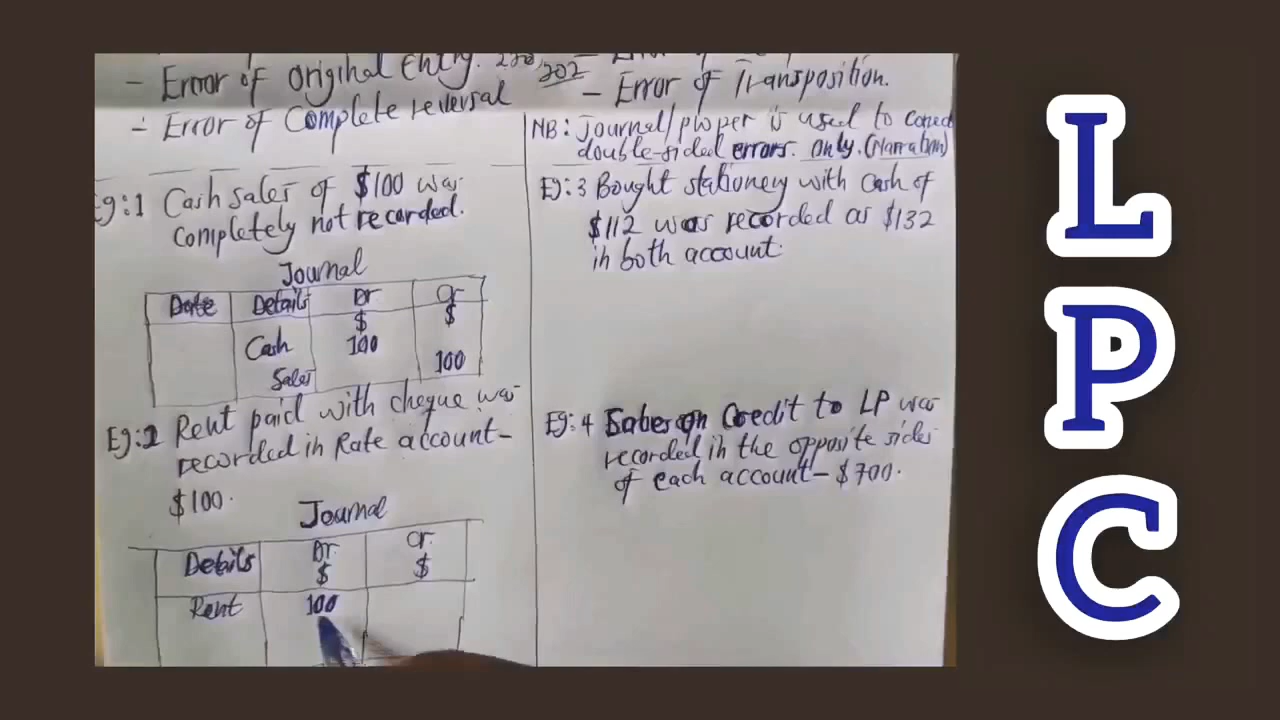 - Error of Original Entry. 220, 202
- Error of Complete reversal
Eg:1 Cash sales of $100 was
completely not recorded.
Journal
Date Details Dr Cr
$ $
Cash 100
Sales 100
Eg:2 Rent paid with cheque was
recorded in Rate account-
$100.
Journal
Details Dr Cr
$ $
Rent 100
- Error of Transposition.
NB: Journal/proper is used to correct
double-sided errors. only. (Narration)
Eg:3 Bought stationery with Cash of
$112 was recorded as $132
in both account.
Eg:4 Sales on Credit to LP was
recorded in the opposite sides
of each account-$700.
L
P
C